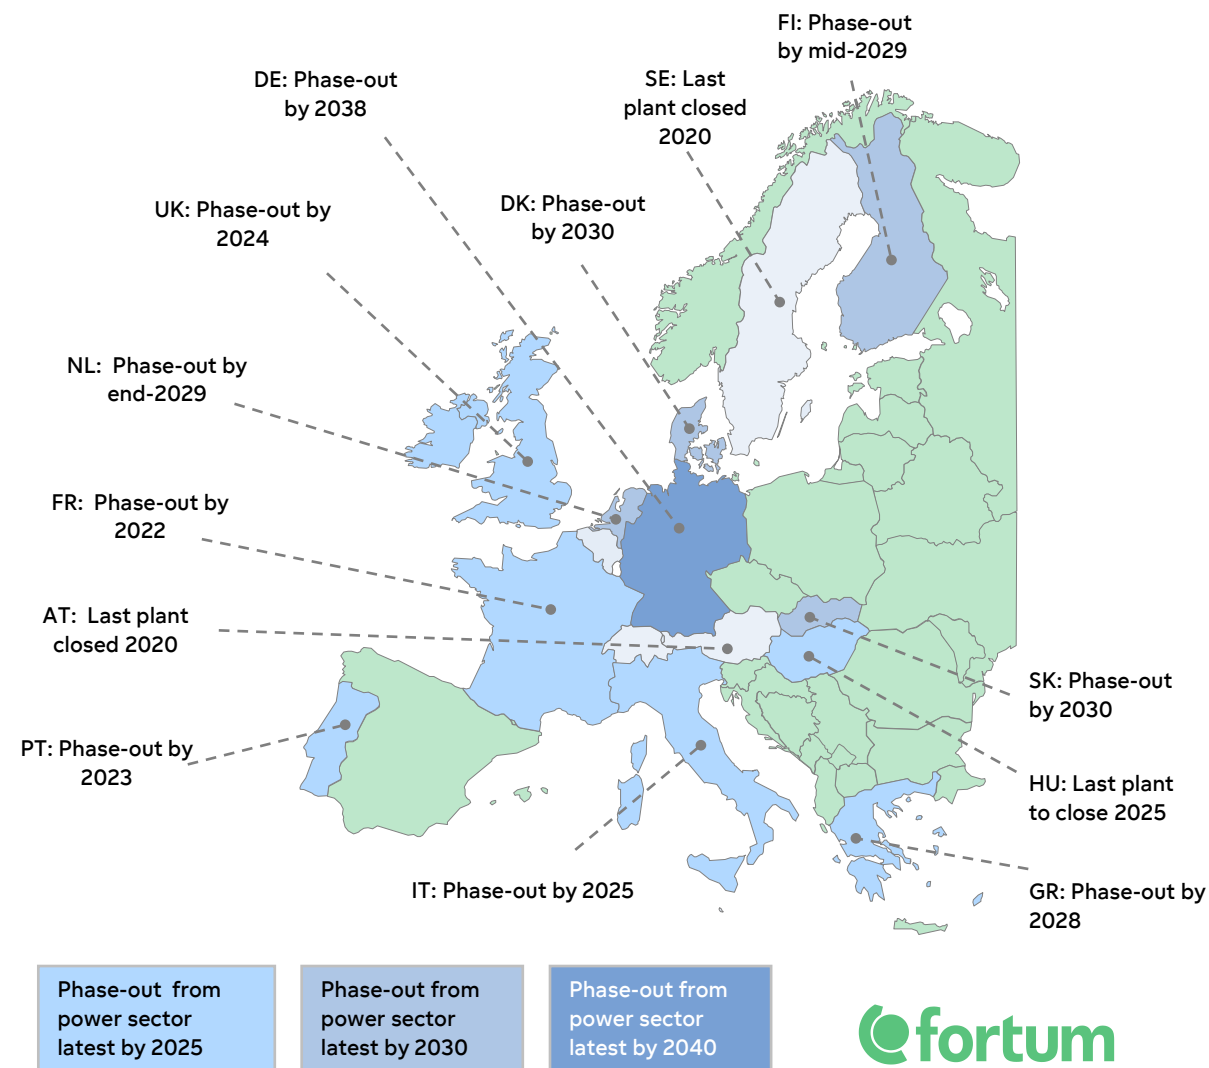 FI: Phase-out
by mid-2029
DE: Phase-out
by 2038
SE: Last
plant closed
2020
UK: Phase-out by
2024
DK: Phase-out
by 2030
NL:  Phase-out by
end-2029
FR:  Phase-out by
2022
AT:  Last plant
closed 2020
SK: Phase-out
by 2030
PT: Phase-out by
2023
HU: Last plant
to close 2025
IT: Phase-out by 2025
GR: Phase-out by
2028
Phase-out  from
power sector
latest by 2025
Phase-out from
power sector
latest by 2030
Phase-out from
power sector
latest by 2040
fortum